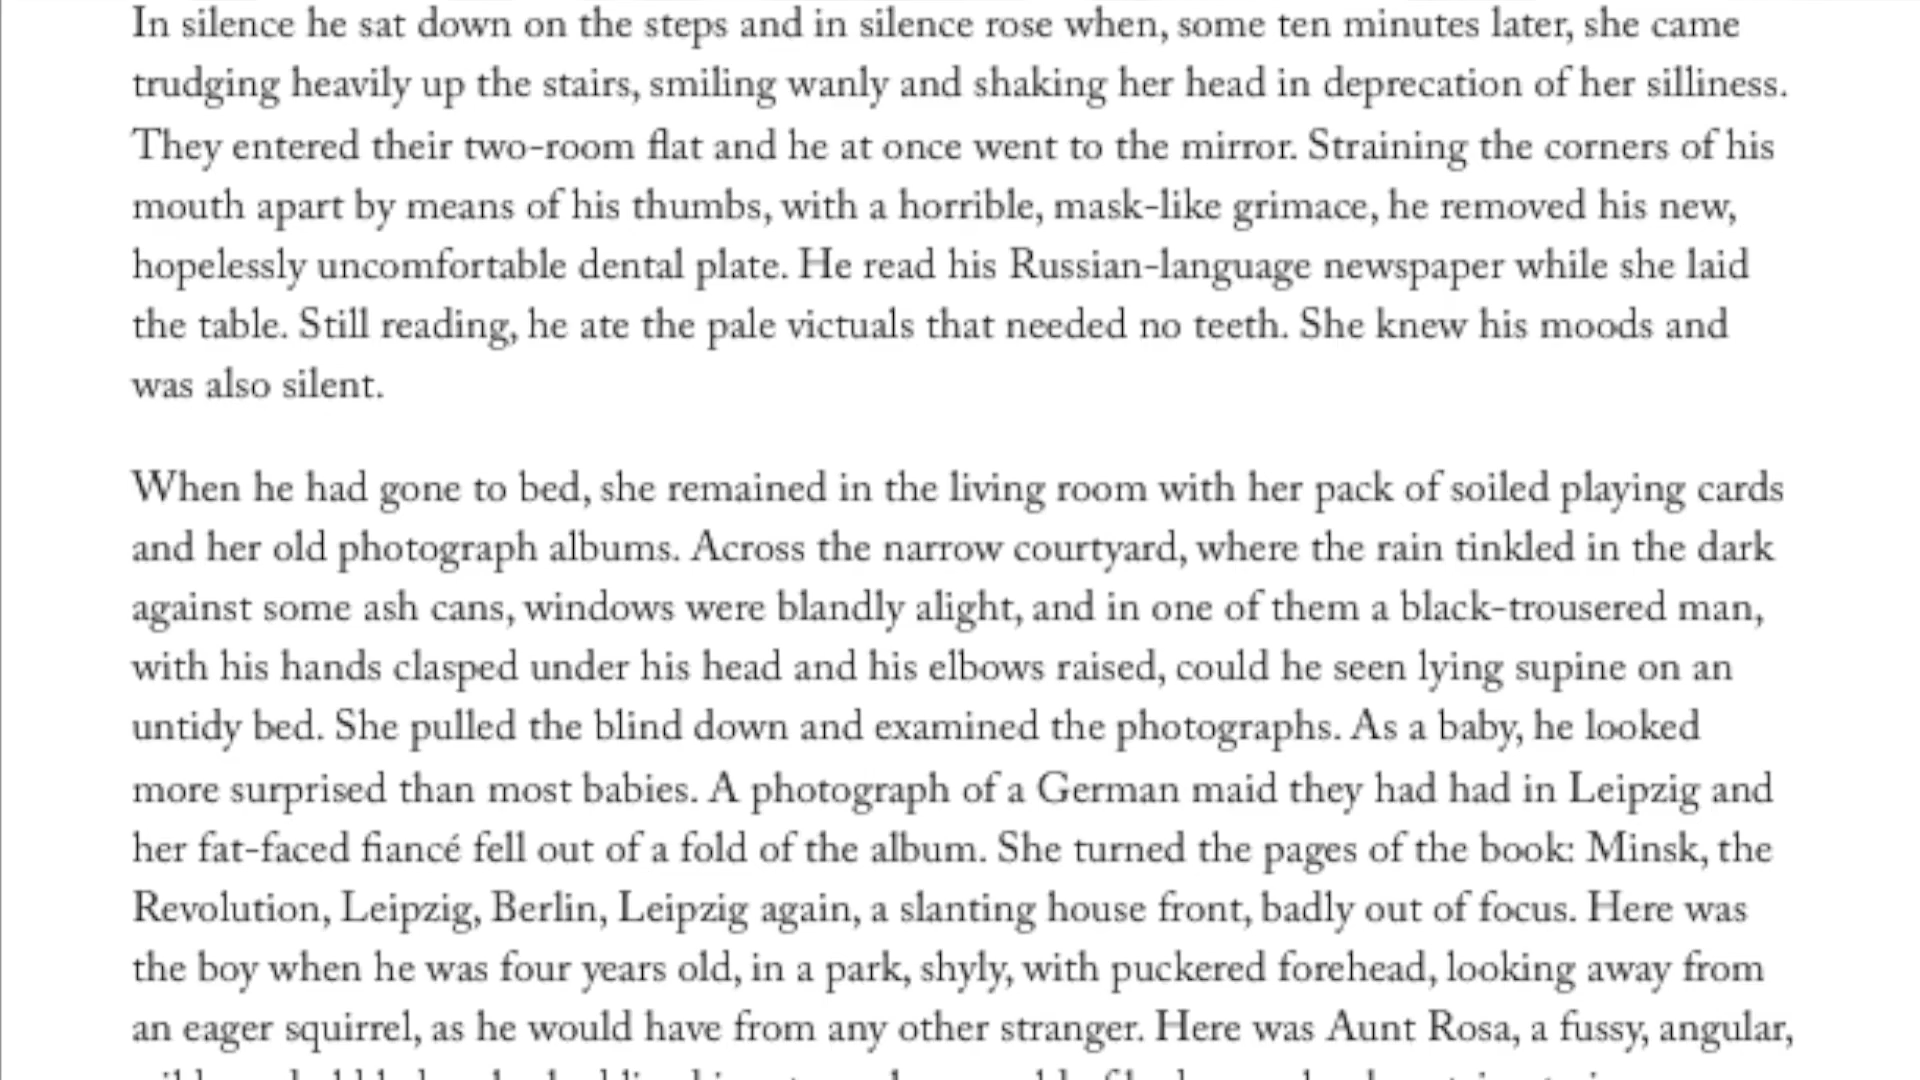 In silence he sat down on the steps and in silence rose when, some ten minutes later, she came
trudging heavily up the stairs, smiling wanly and shaking her head in deprecation of her silliness.
They entered their two-room flat and he at once went to the mirror. Straining the corners of his
mouth apart by means of his thumbs, with a horrible, mask-like grimace, he removed his new,
hopelessly uncomfortable dental plate. He read his Russian-language newspaper while she laid
the table. Still reading, he ate the pale victuals that needed no teeth. She knew his moods and
was also silent.
When he had gone to bed, she remained in the living room with her pack of soiled playing cards
and her old photograph albums. Across the narrow courtyard, where the rain tinkled in the dark
against some ash cans, windows were blandly alight, and in one of them a black-trousered man,
with his hands clasped under his head and his elbows raised, could he seen lying supine on an
untidy bed. She pulled the blind down and examined the photographs. As a baby, he looked
more surprised than most babies. A photograph of a German maid they had had in Leipzig and
her fat-faced fiancé fell out of a fold of the album. She turned the pages of the book: Minsk, the
Revolution, Leipzig, Berlin, Leipzig again, a slanting house front, badly out of focus. Here was
the boy when he was four years old, in a park, shyly, with puckered forehead, looking away from
an eager squirrel, as he would have from any other stranger. Here was Aunt Rosa, a fussy, angular,